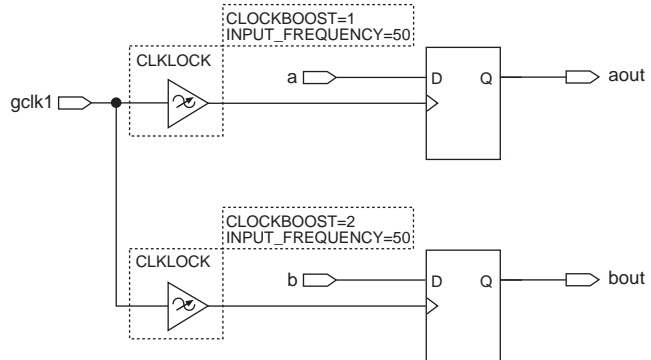 CLOCKBOOST=1
INPUT_FREQUENCY=50
CLKLOCK
a
D
Q
aout
gclk1
CLOCKBOOST=2
INPUT_FREQUENCY=50
CLKLOCK
b
D
Q
bout